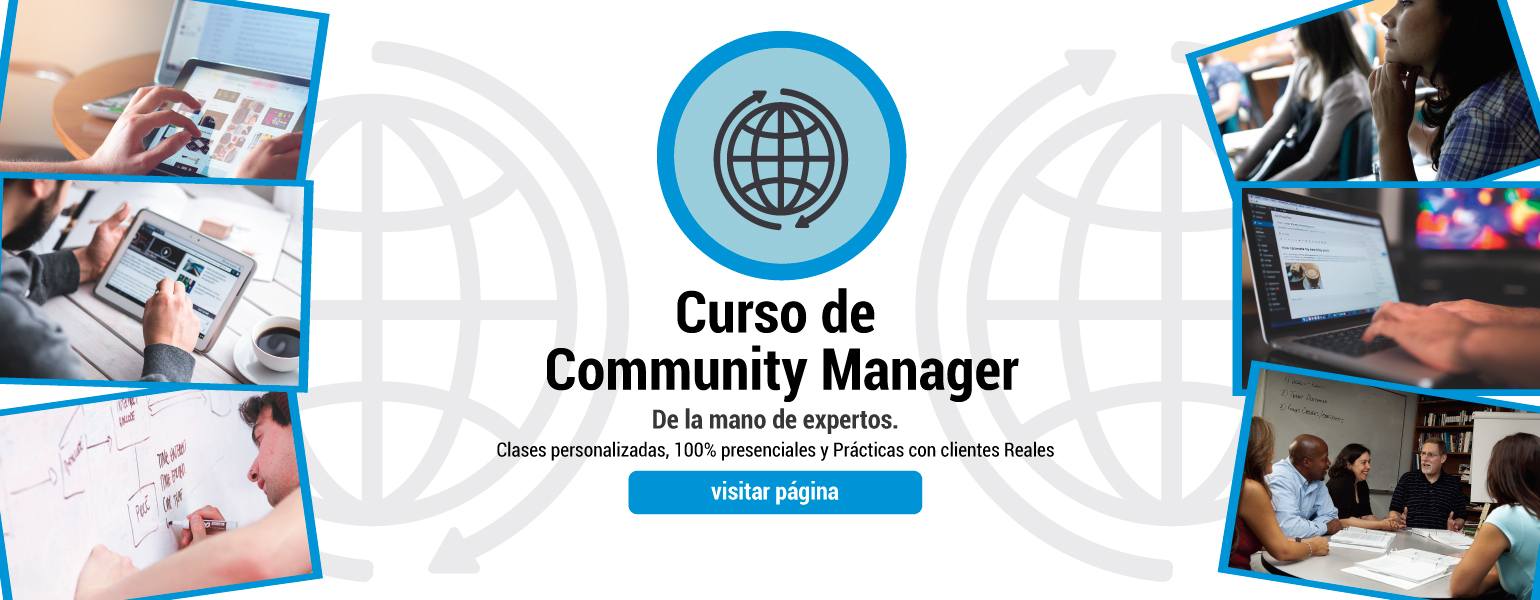 Curso de
Community Manager
De la mano de expertos.
Clases personalizadas, 100% presenciales y Prácticas con clientes Reales
visitar página